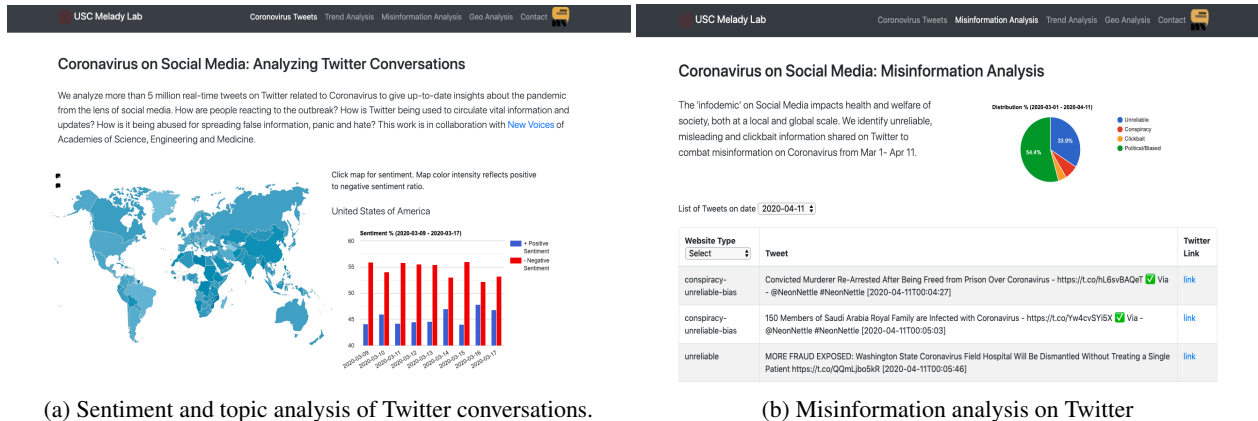 USC Melady Lab
Coronovirus Tweets Trend Analysis Misinformation Analysis Geo Analysis Contact
Coronavirus on Social Media: Analyzing Twitter Conversations
We analyze more than 5 million real-time tweets on Twitter related to Coronavirus to give up-to-date insights about the pandemic
from the lens of social media. How are people reacting to the outbreak? How is Twitter being used to circulate vital information and
updates? How is it being abused for spreading false information, panic and hate? This work is in collaboration with New Voices of
Academies of Science, Engineering and Medicine.
Click map for sentiment. Map color intensity reflects positive
to negative sentiment ratio.
United States of America
Sentiment % (2020-03-09 - 2020-03-17)
60
55
50
45
40
2020-03-09
2020-03-10
2020-03-11
2020-03-12
2020-03-13
2020-03-14
2020-03-15
2020-03-16
2020-03-17
+ Positive
Sentiment
- Negative
Sentiment
(a) Sentiment and topic analysis of Twitter conversations.
USC Melady Lab
Coronovirus Tweets Misinformation Analysis Trend Analysis Geo Analysis Contact
Coronavirus on Social Media: Misinformation Analysis
The 'infodemic' on Social Media impacts health and welfare of
society, both at a local and global scale. We identify unreliable,
misleading and clickbait information shared on Twitter to
combat misinformation on Coronavirus from Mar 1- Apr 11.
Distribution % (2020-03-01 - 2020-04-11)
33.9%
54.4%
Unreliable
Conspiracy
Clickbait
Political/Biased
List of Tweets on date 2020-04-11
Website Type
Select
Tweet
Twitter
Link
conspiracy-
unreliable-bias
Convicted Murderer Re-Arrested After Being Freed from Prison Over Coronavirus - https://t.co/hL6svBAQeT ✅ Via
- @NeonNettle #NeonNettle [2020-04-11T00:04:27]
link
conspiracy-
unreliable-bias
150 Members of Saudi Arabia Royal Family are Infected with Coronavirus - https://t.co/Yw4cvSYi5X ✅ Via -
@NeonNettle #NeonNettle [2020-04-11T00:05:03]
link
unreliable
MORE FRAUD EXPOSED: Washington State Coronavirus Field Hospital Will Be Dismantled Without Treating a Single
Patient https://t.co/QQmLjbo5kR [2020-04-11T00:05:46]
link
(b) Misinformation analysis on Twitter